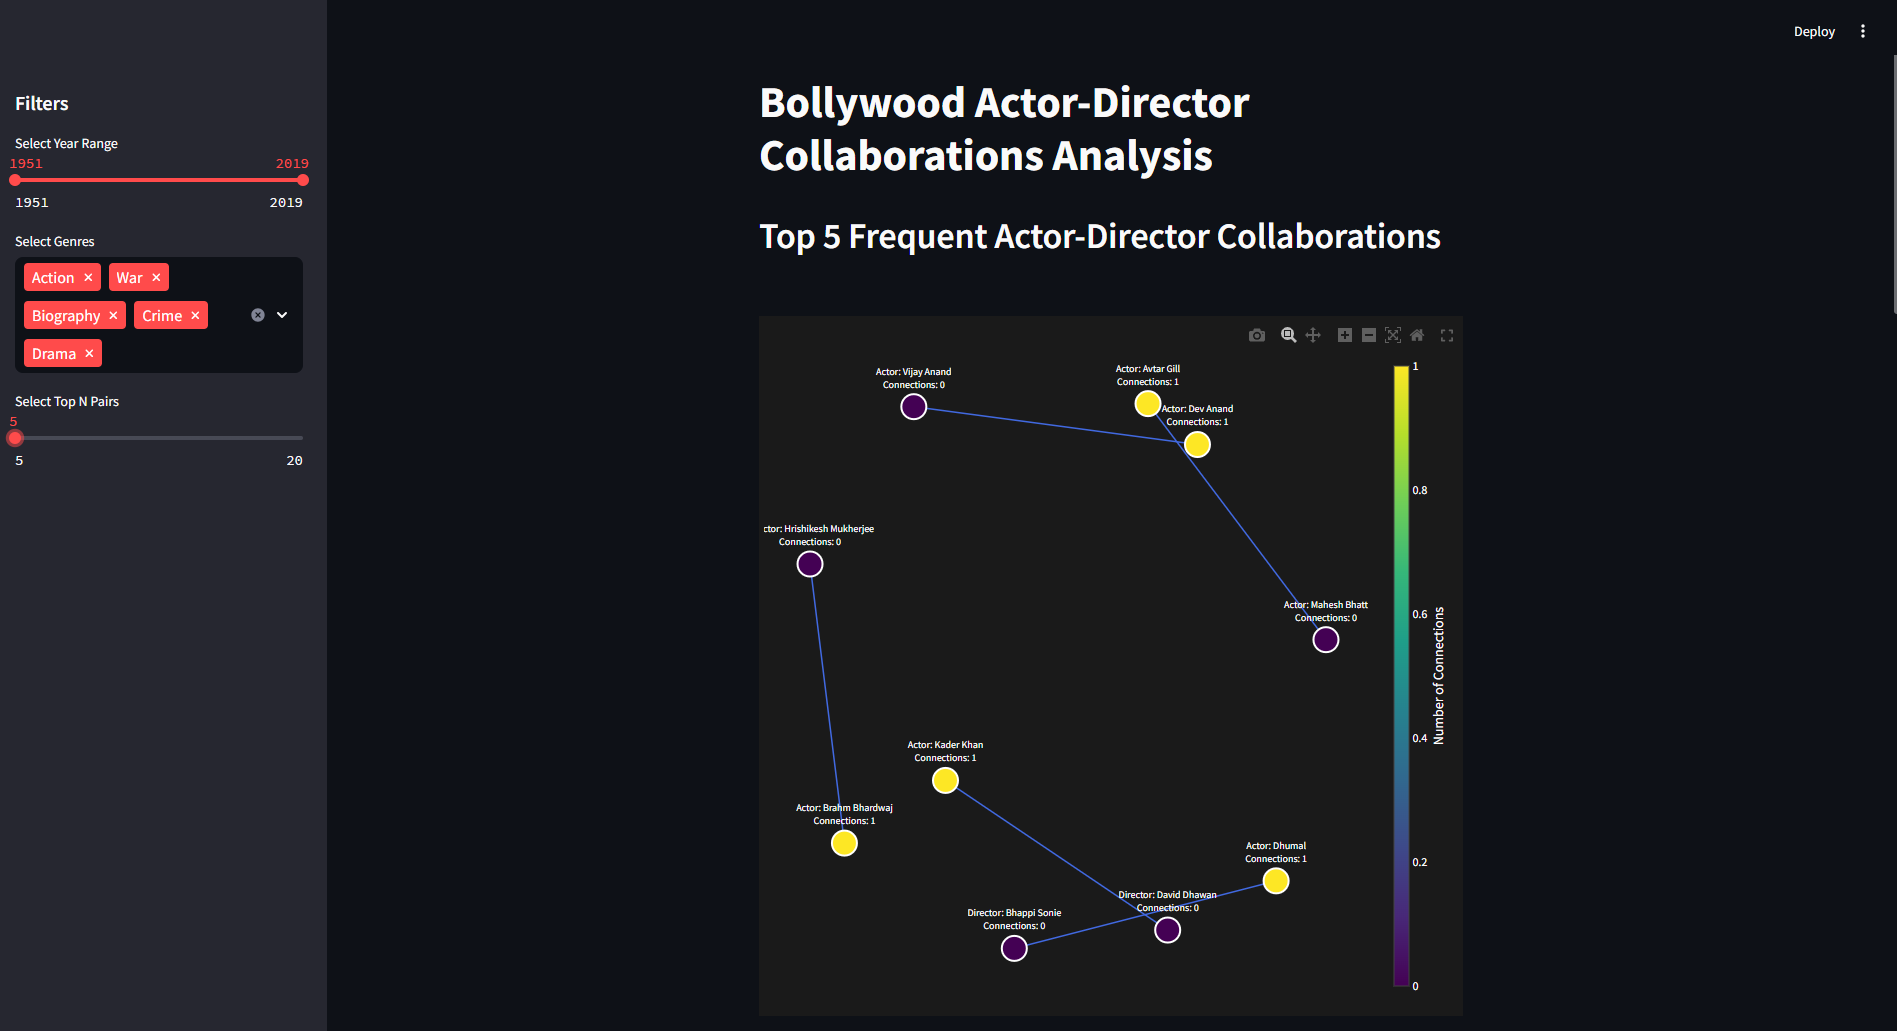 Deploy
Filters
Select Year Range
1951 2019
1951 2019
Select Genres
Action × War ×
Biography × Crime ×
Drama ×
Select Top N Pairs
5
5 20
Bollywood Actor-Director
Collaborations Analysis
Top 5 Frequent Actor-Director Collaborations
Actor: Vijay Anand
Connections: 0
Actor: Avtar Gill
Connections: 1
Actor: Dev Anand
Connections: 1
ctor: Hrishikesh Mukherjee
Connections: 0
Actor: Mahesh Bhatt
Connections: 0
Actor: Kader Khan
Connections: 1
Actor: Brahm Bhardwaj
Connections: 1
Actor: Dhumal
Connections: 1
Director: David Dhawan
Connections: 0
Director: Bhappi Sonie
Connections: 0
1
0.8
0.6
0.4
0.2
0
Number of Connections